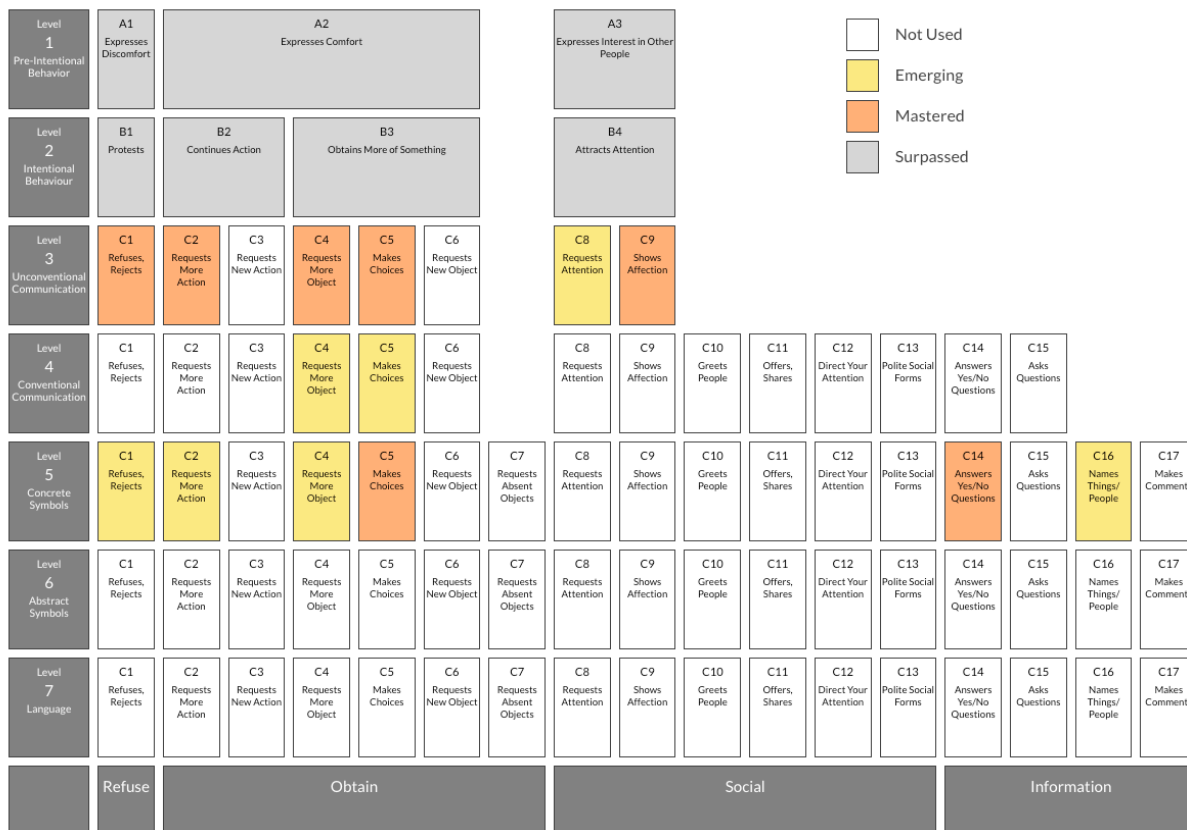 Level
1
Pre-Intentional
Behavior
A1
Expresses
Discomfort
A2
Expresses Comfort
A3
Expresses Interest in Other
People
Not Used
Emerging
Mastered
Surpassed
Level
2
Intentional
Behaviour
B1
Protests
B2
Continues Action
B3
Obtains More of Something
B4
Attracts Attention
Level
3
Unconventional
Communication
C1
Refuses,
Rejects
C2
Requests
More
Action
C3
Requests
New Action
C4
Requests
More
Object
C5
Makes
Choices
C6
Requests
New Object
C8
Requests
Attention
C9
Shows
Affection
Level
4
Conventional
Communication
C1
Refuses,
Rejects
C2
Requests
More
Action
C3
Requests
New Action
C4
Requests
More
Object
C5
Makes
Choices
C6
Requests
New Object
C8
Requests
Attention
C9
Shows
Affection
C10
Greets
People
C11
Offers,
Shares
C12
Direct Your
Attention
C13
Polite Social
Forms
C14
Answers
Yes/No
Questions
C15
Asks
Questions
Level
5
Concrete
Symbols
C1
Refuses,
Rejects
C2
Requests
More
Action
C3
Requests
New Action
C4
Requests
More
Object
C5
Makes
Choices
C6
Requests
New Object
C7
Requests
Absent
Objects
C8
Requests
Attention
C9
Shows
Affection
C10
Greets
People
C11
Offers,
Shares
C12
Direct Your
Attention
C13
Polite Social
Forms
C14
Answers
Yes/No
Questions
C15
Asks
Questions
C16
Names
Things/
People
C17
Makes
Comment
Level
6
Abstract
Symbols
C1
Refuses,
Rejects
C2
Requests
More
Action
C3
Requests
New Action
C4
Requests
More
Object
C5
Makes
Choices
C6
Requests
New Object
C7
Requests
Absent
Objects
C8
Requests
Attention
C9
Shows
Affection
C10
Greets
People
C11
Offers,
Shares
C12
Direct Your
Attention
C13
Polite Social
Forms
C14
Answers
Yes/No
Questions
C15
Asks
Questions
C16
Names
Things/
People
C17
Makes
Comment
Level
7
Language
C1
Refuses,
Rejects
C2
Requests
More
Action
C3
Requests
New Action
C4
Requests
More
Object
C5
Makes
Choices
C6
Requests
New Object
C7
Requests
Absent
Objects
C8
Requests
Attention
C9
Shows
Affection
C10
Greets
People
C11
Offers,
Shares
C12
Direct Your
Attention
C13
Polite Social
Forms
C14
Answers
Yes/No
Questions
C15
Asks
Questions
C16
Names
Things/
People
C17
Makes
Comment
Refuse
Obtain
Social
Information